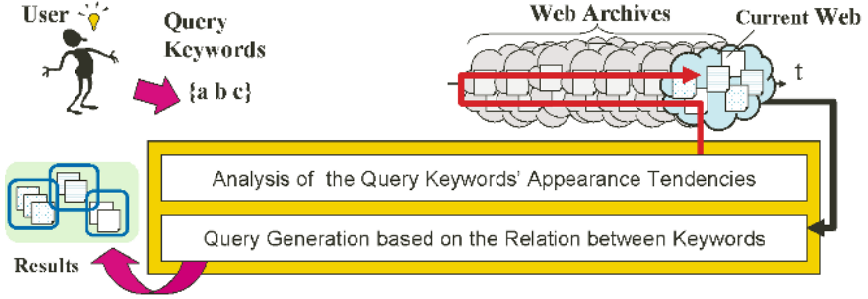 User
Query
Keywords
{a b c}
Web Archives
Current Web
t
Analysis of the Query Keywords' Appearance Tendencies
Query Generation based on the Relation between Keywords
Results